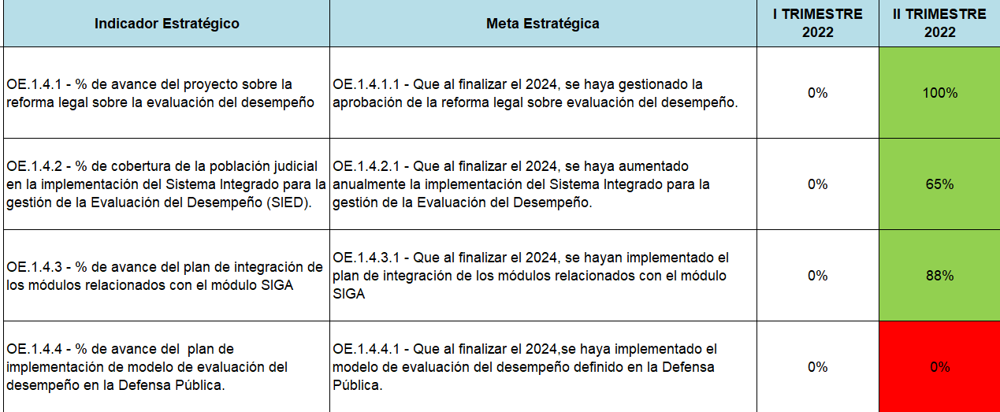 Indicador Estratégico
Meta Estratégica
I TRIMESTRE
2022
II TRIMESTRE
2022
OE.1.4.1 - % de avance del proyecto sobre la
reforma legal sobre la evaluación del desempeño
OE.1.4.1.1 - Que al finalizar el 2024, se haya gestionado la
aprobación de la reforma legal sobre evaluación del desempeño.
0%
100%
OE.1.4.2 - % de cobertura de la población judicial
en la implementación del Sistema Integrado para la
gestión de la Evaluación del Desempeño (SIED).
OE.1.4.2.1 - Que al finalizar el 2024, se haya aumentado
anualmente la implementación del Sistema Integrado para la
gestión de la Evaluación del Desempeño.
0%
65%
OE.1.4.3 - % de avance del plan de integración de
los módulos relacionados con el módulo SIGA
OE.1.4.3.1 - Que al finalizar el 2024, se hayan implementado el
plan de integración de los módulos relacionados con el módulo
SIGA
0%
88%
OE.1.4.4 - % de avance del  plan de
implementación de modelo de evaluación del
desempeño en la Defensa Pública.
OE.1.4.4.1 - Que al finalizar el 2024,se haya implementado el
modelo de evaluación del desempeño definido en la Defensa
Pública.
0%
0%